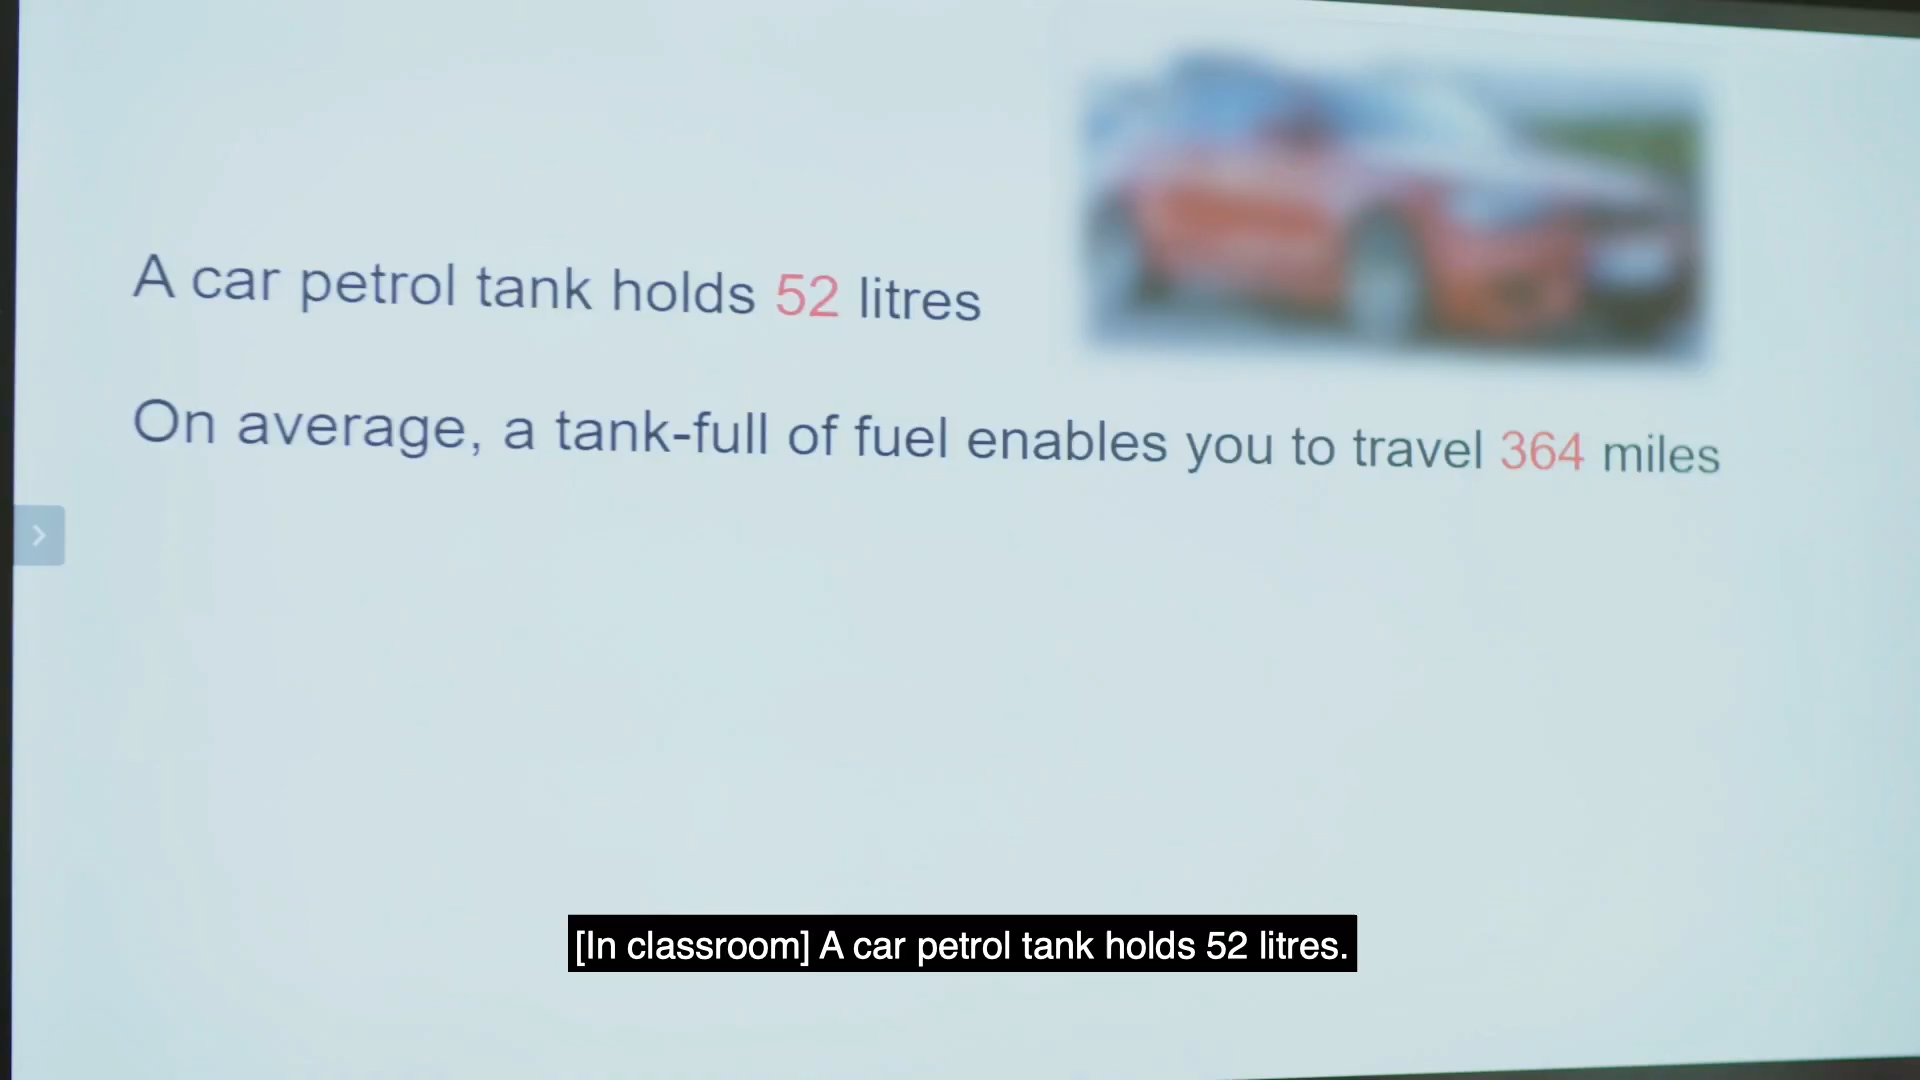 A car petrol tank holds 52 litres
On average, a tank-full of fuel enables you to travel 364 miles
[In classroom] A car petrol tank holds 52 litres.